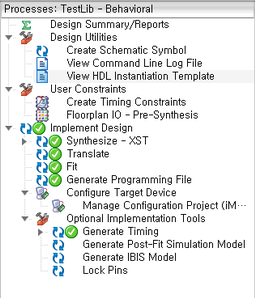 Processes: TestLib - Behavioral
Design Summary/Reports
Design Utilities
Create Schematic Symbol
View Command Line Log File
View HDL Instantiation Template
User Constraints
Create Timing Constraints
Floorplan IO - Pre-Synthesis
Implement Design
Synthesize - XST
Translate
Fit
Generate Programming File
Configure Target Device
Manage Configuration Project (iM...
Optional Implementation Tools
Generate Timing
Generate Post-Fit Simulation Model
Generate IBIS Model
Lock Pins